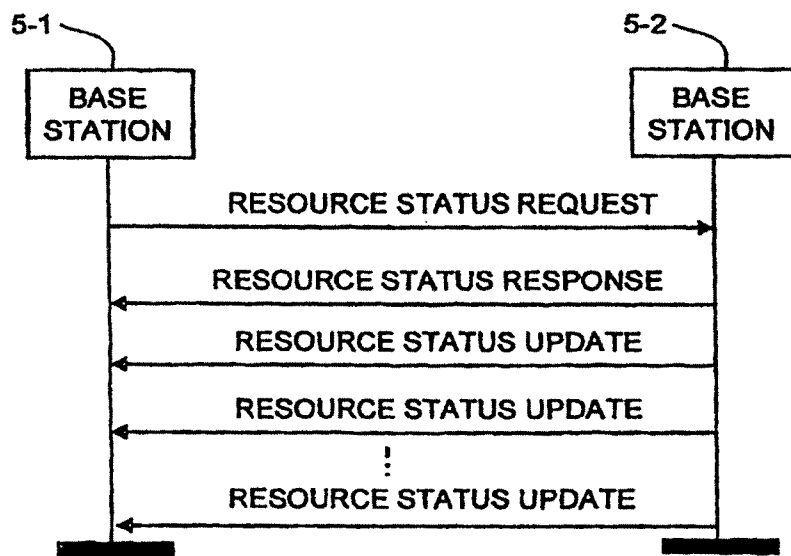 5-1
5-2
BASE
STATION
BASE
STATION
RESOURCE STATUS REQUEST
RESOURCE STATUS RESPONSE
RESOURCE STATUS UPDATE
RESOURCE STATUS UPDATE
RESOURCE STATUS UPDATE